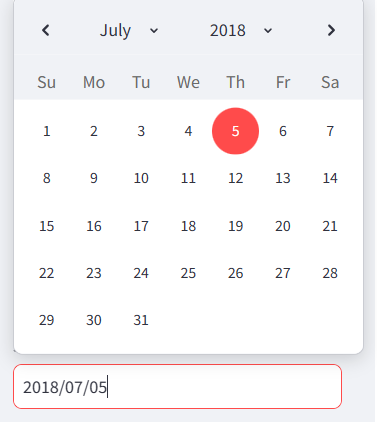 July 2018
Su Mo Tu We Th Fr Sa
1 2 3 4 5 6 7
8 9 10 11 12 13 14
15 16 17 18 19 20 21
22 23 24 25 26 27 28
29 30 31
2018/07/05